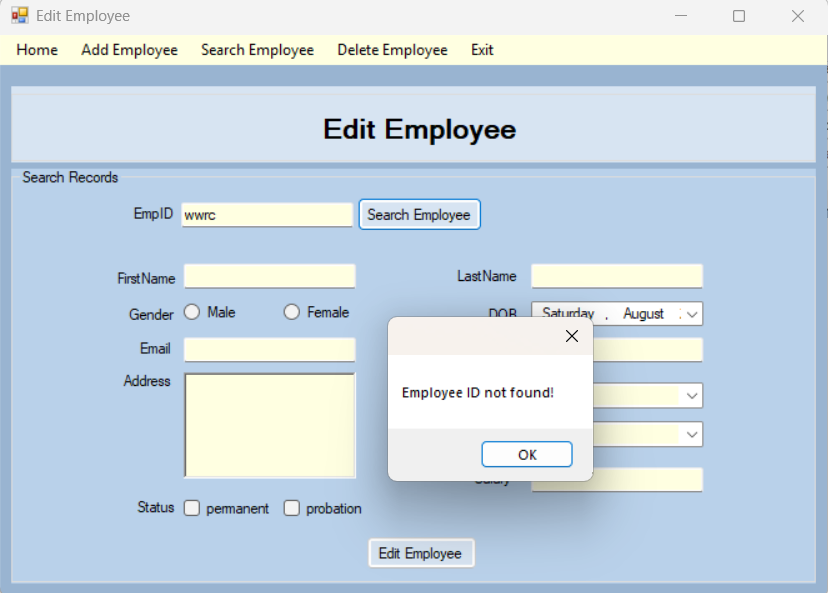 Edit Employee
Home Add Employee Search Employee Delete Employee Exit
Edit Employee
Search Records
EmpID wwrc Search Employee
FirstName LastName
Gender Male Female DOB Saturday , August
Email
Address
Employee ID not found!
OK
Salary
Status permanent probation
Edit Employee